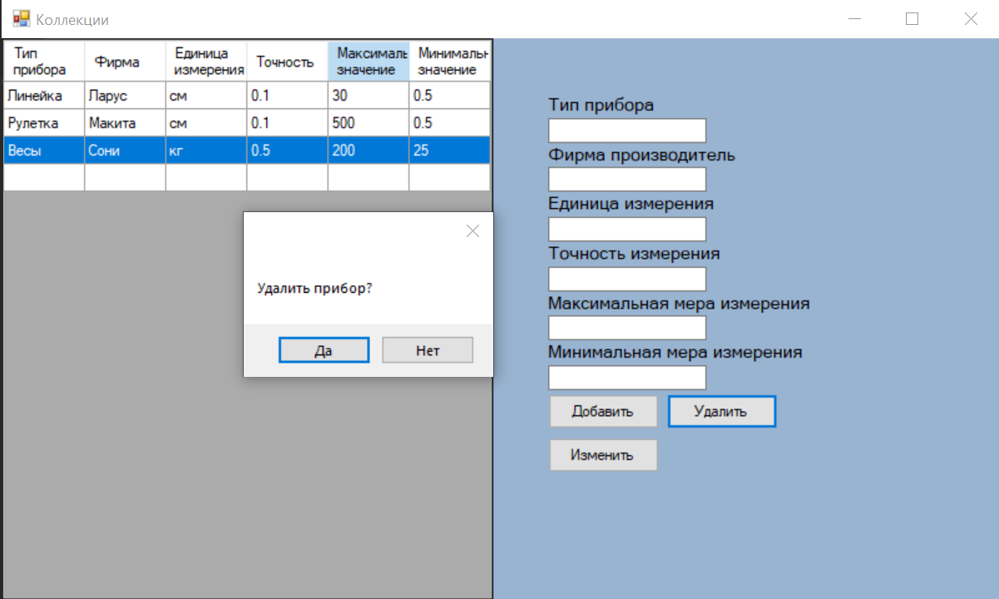 Коллекции
Тип прибора
Фирма
Единица измерения
Точность
Максималь значение
Минимальн значение
Линейка Ларус см 0.1 30 0.5
Рулетка Макита см 0.1 500 0.5
Весы Сони кг 0.5 200 25
Удалить прибор?
Да Нет
Тип прибора
Фирма производитель
Единица измерения
Точность измерения
Максимальная мера измерения
Минимальная мера измерения
Добавить Удалить
Изменить